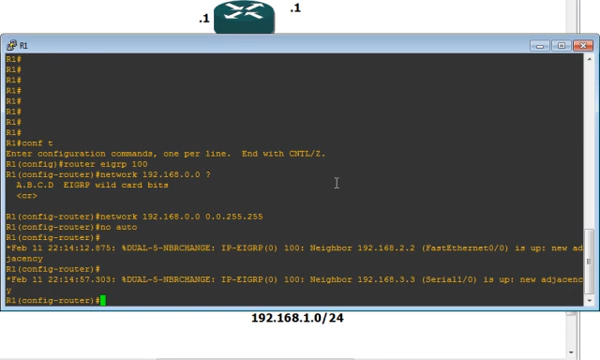 .1
.1
R1
R1#
R1#
R1#
R1#
R1#
R1#
R1#
R1#
R1#conf t
Enter configuration commands, one per line. End with CNTL/Z.
R1(config)#router eigrp 100
R1(config-router)#network 192.168.0.0 ?
A.B.C.D EIGRP wild card bits
<cr>
R1(config-router)#network 192.168.0.0 0.0.255.255
R1(config-router)#no auto
R1(config-router)#
*Feb 11 22:14:12.875: %DUAL-5-NBRCHANGE: IP-EIGRP(0) 100: Neighbor 192.168.2.2 (FastEthernet0/0) is up: new ad
jacency
R1(config-router)#
*Feb 11 22:14:57.303: %DUAL-5-NBRCHANGE: IP-EIGRP(0) 100: Neighbor 192.168.3.3 (Serial1/0) is up: new adjacenc
y
R1(config-router)#
192.168.1.0/24